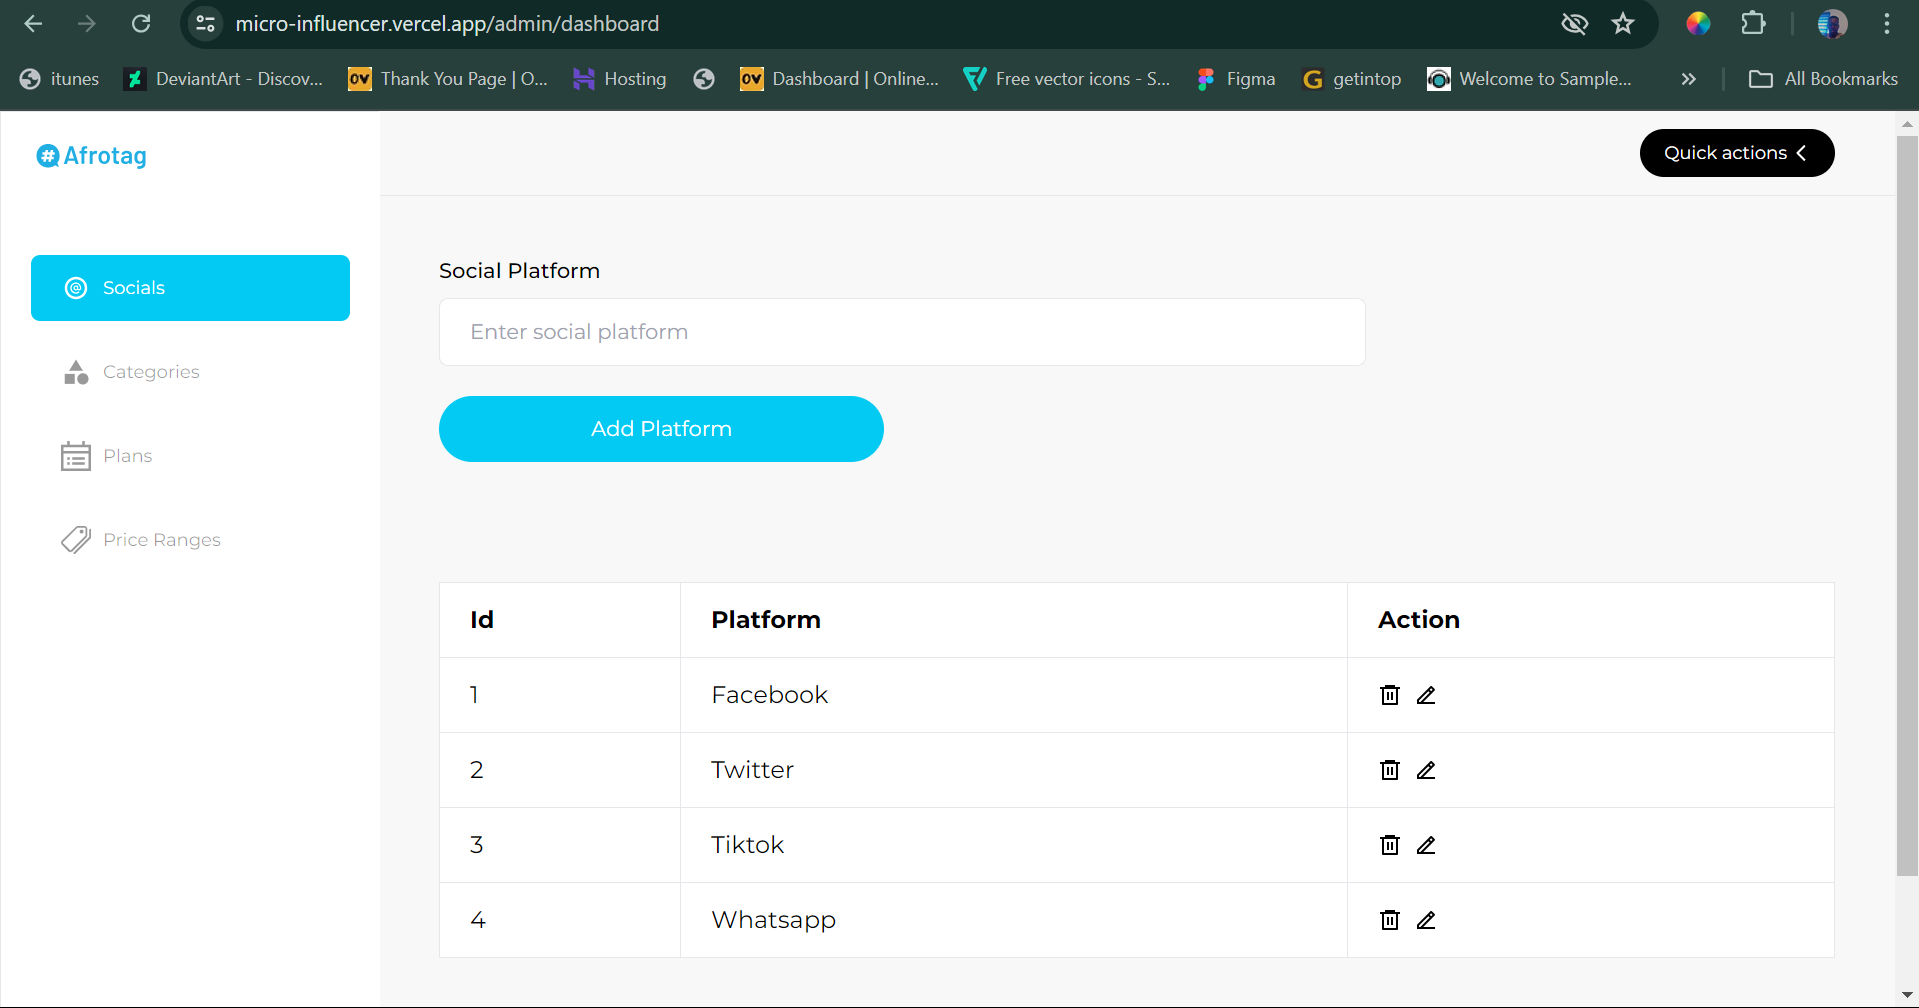 micro-influencer.vercel.app/admin/dashboard
itunes DeviantArt - Discov... OV Thank You Page | O... Hosting OV Dashboard | Online... Free vector icons - S... Figma G getintop Welcome to Sample... » All Bookmarks
# Afrotag
Quick actions
Social Platform
Socials
Enter social platform
Categories
Add Platform
Plans
Price Ranges
Id Platform Action
1 Facebook
2 Twitter
3 Tiktok
4 Whatsapp